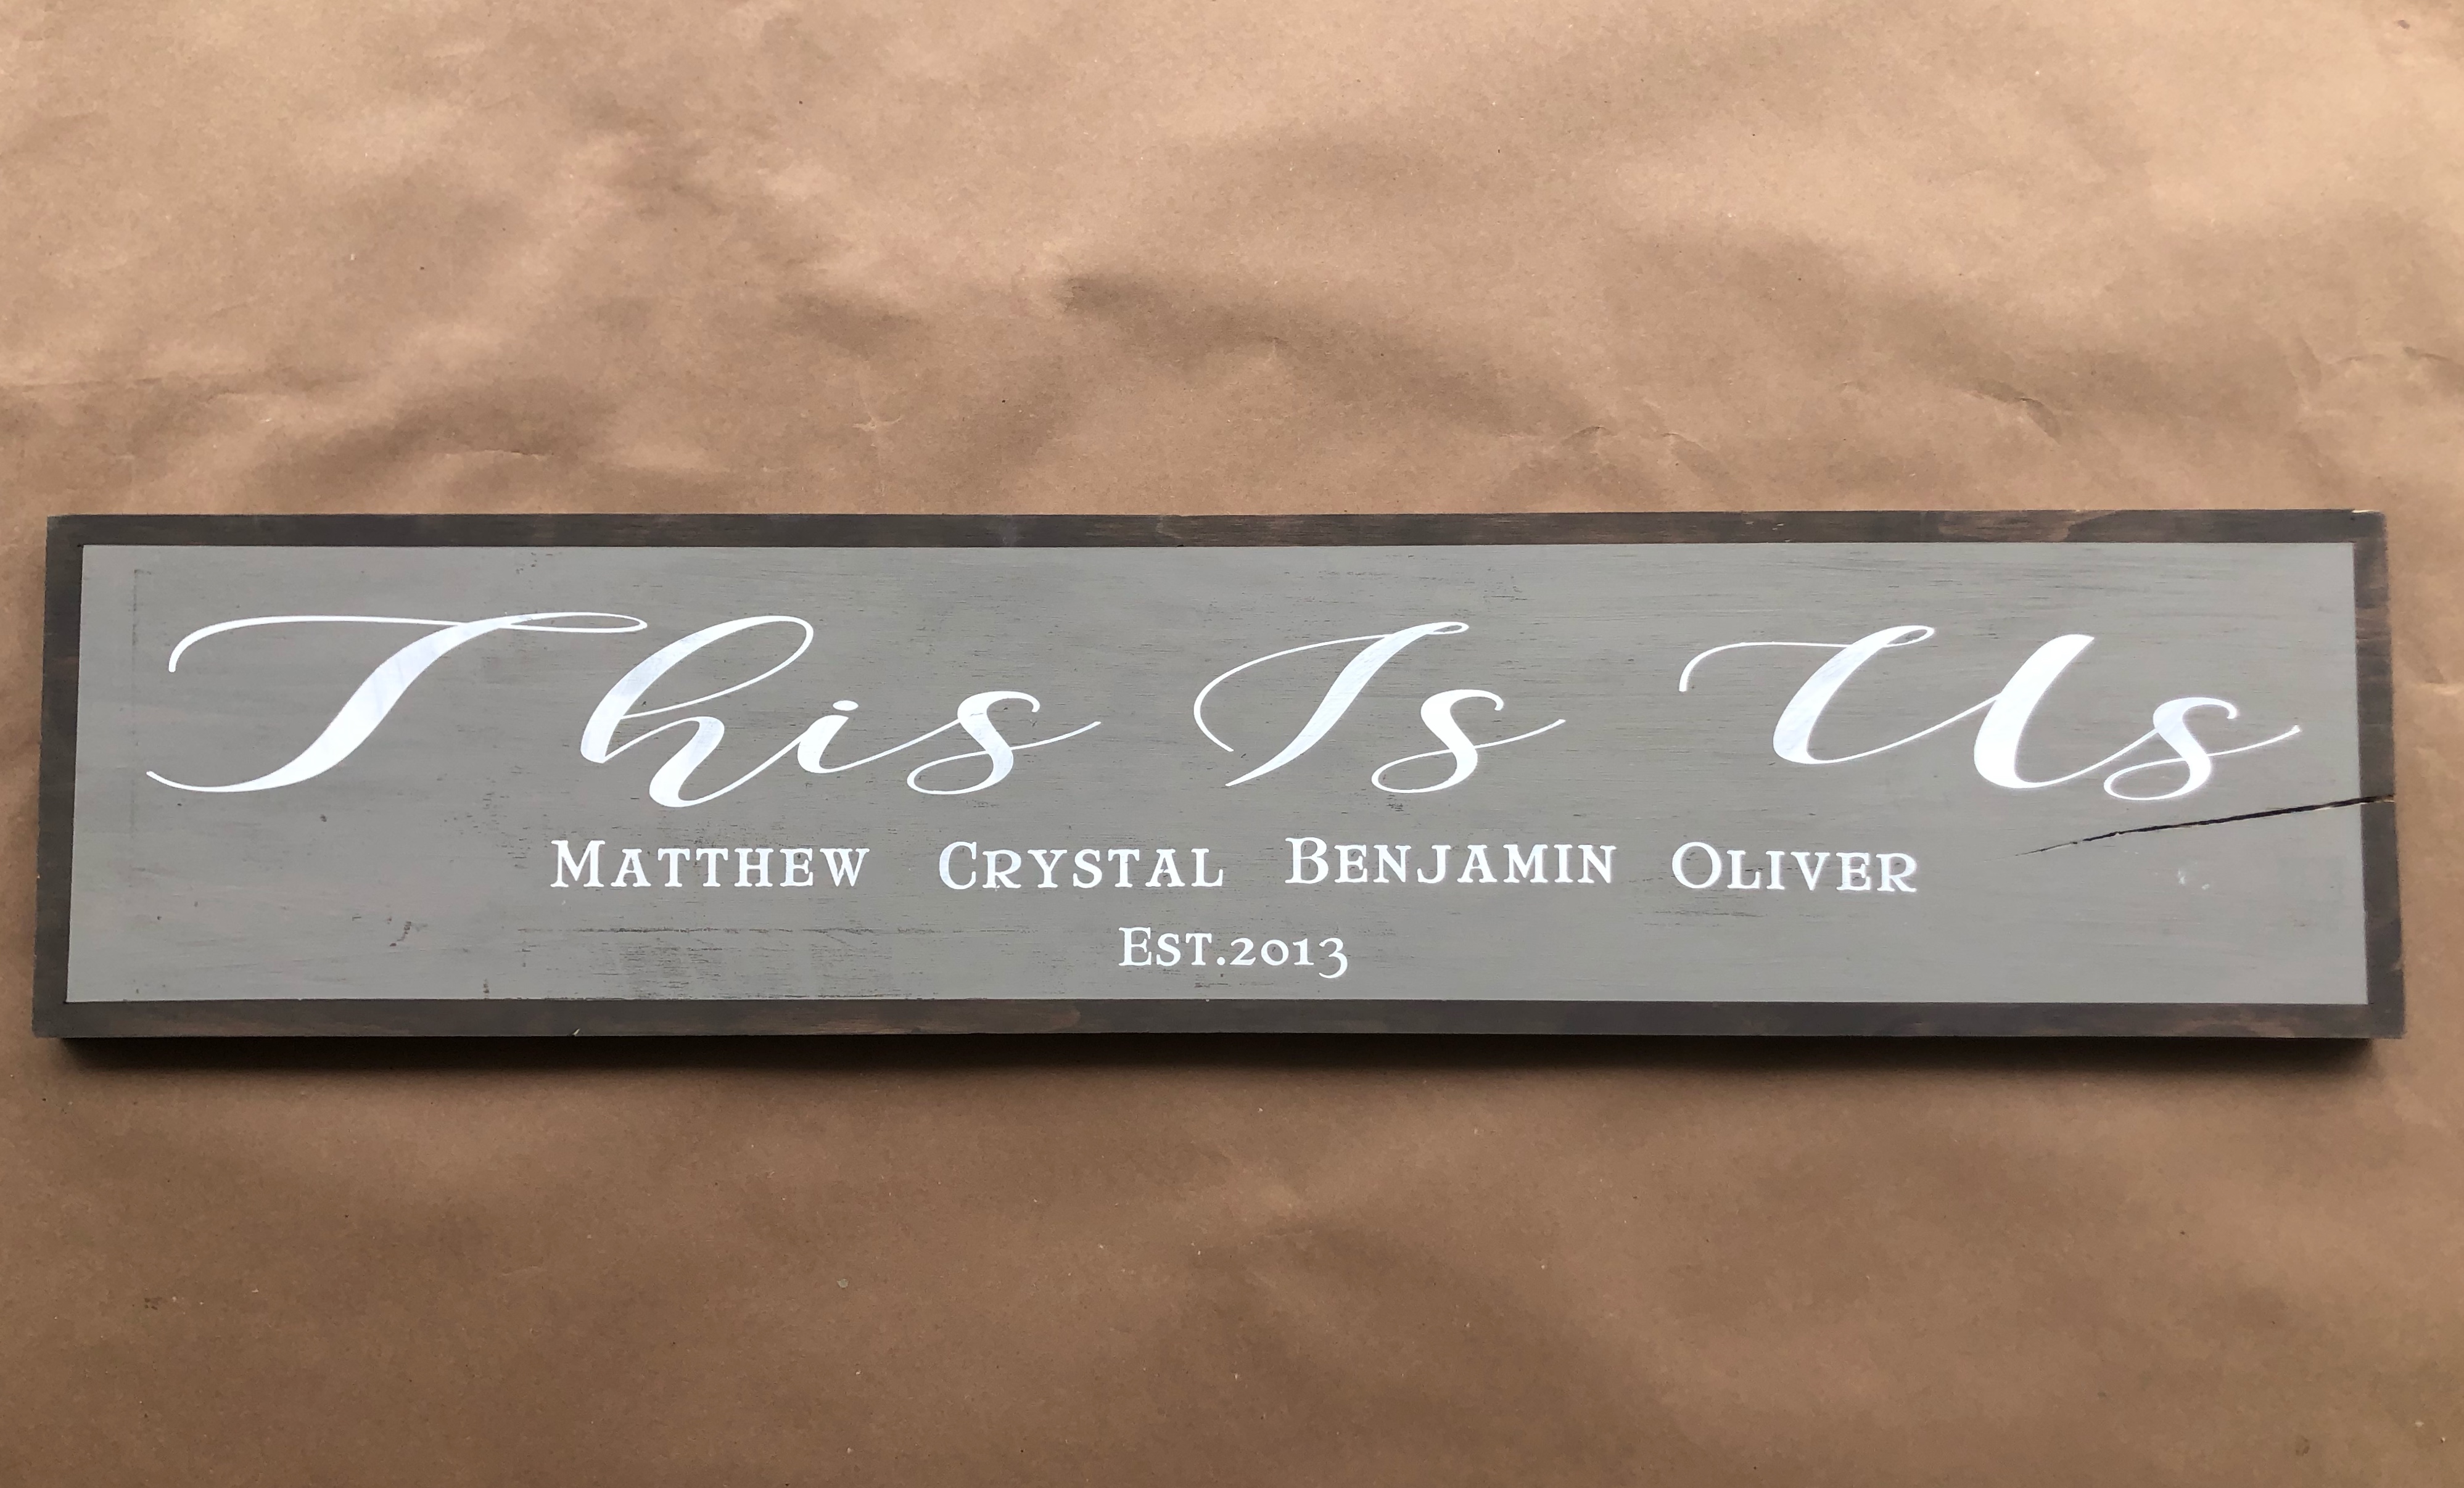 This Is Us
Matthew Crystal Benjamin Oliver
Est.2013